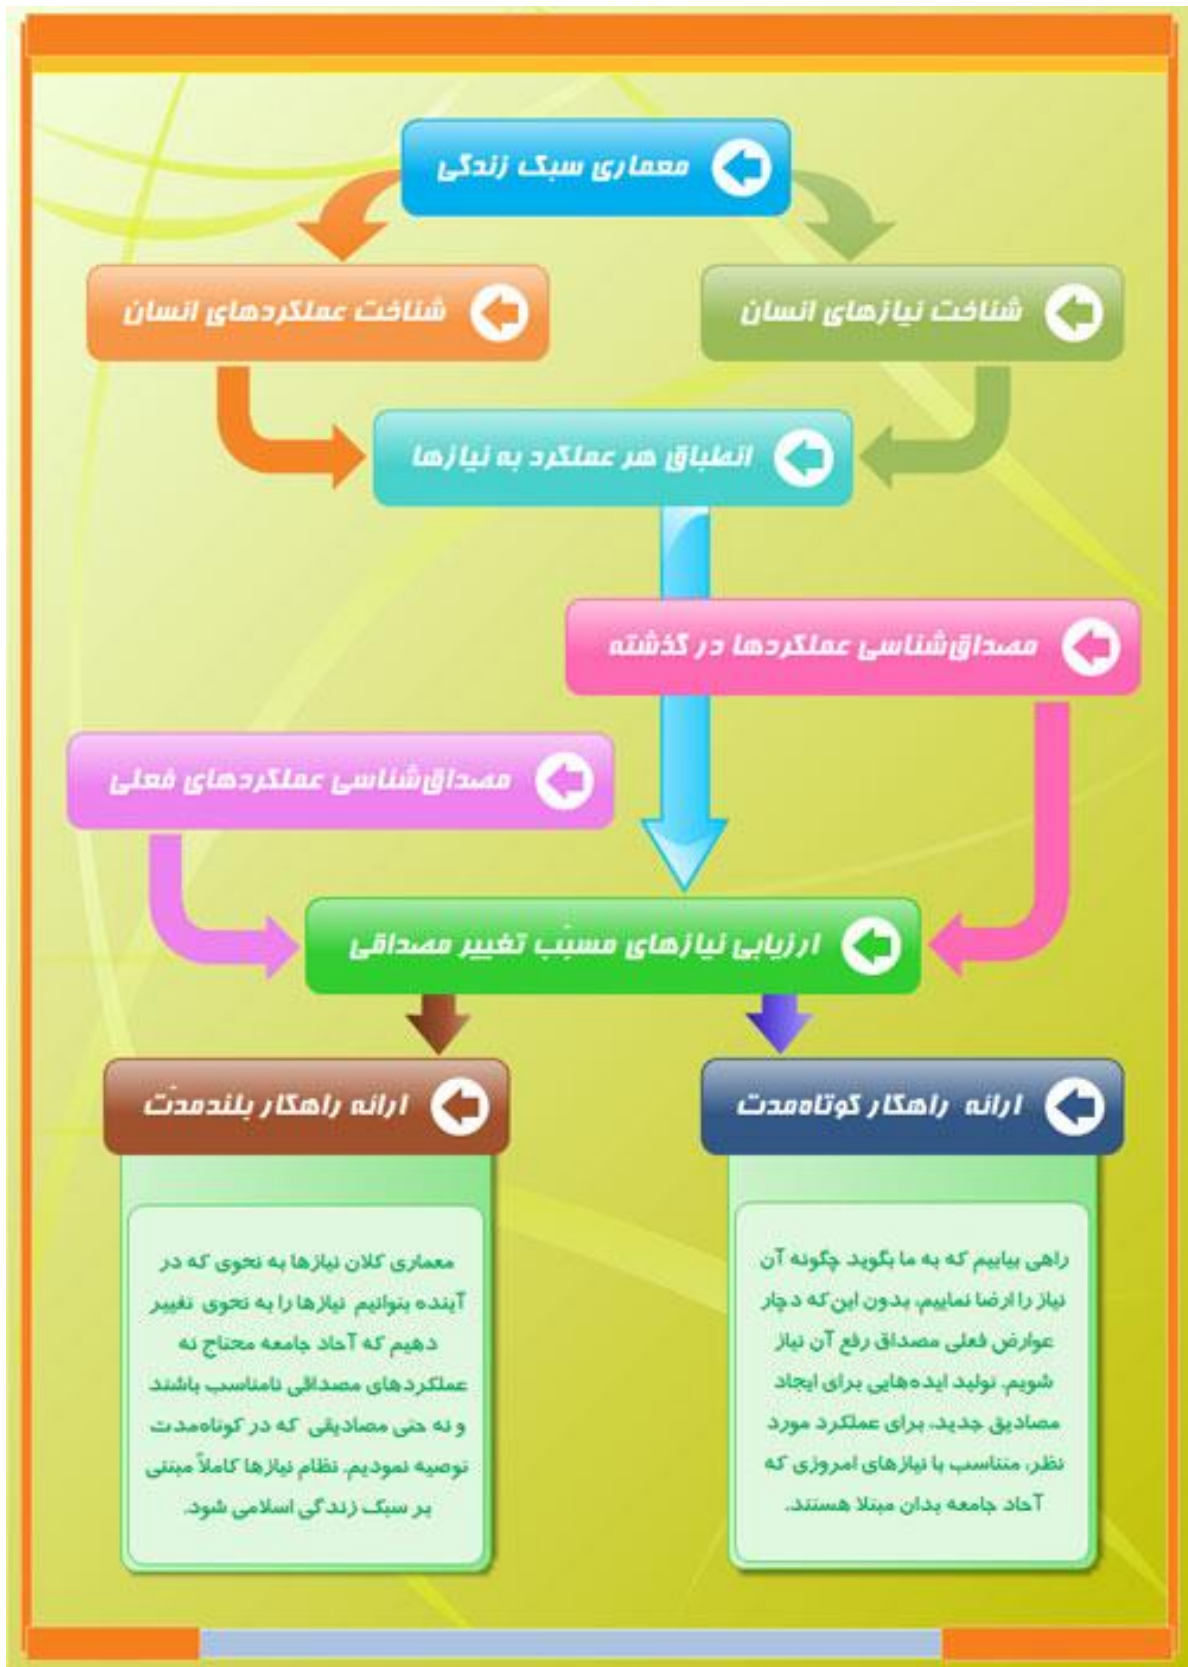 معماری سبک زندگی
شناخت نیازهای انسان
شناخت عملکردهای انسان
انطباق هر عملکرد به نیازها
مصداق‌شناسی عملکردها در گذشته
مصداق‌شناسی عملکردهای فعلی
ارزیابی نیازهای مسبّب تغییر مصداقی
ارائه راهکار کوتاه‌مدت
راهی بیابیم که به ما بگوید چگونه آن
نیاز را ارضا نماییم، بدون این‌که دچار
عوارض فعلی مصداق رفع آن نیاز
شویم. تولید ایده‌هایی برای ایجاد
مصادیق جدید، برای عملکرد مورد
نظر، متناسب با نیازهای امروزی که
آحاد جامعه بدان مبتلا هستند.
ارائه راهکار بلندمدّت
معماری کلان نیازها به نحوی که در
آینده بتوانیم نیازها را به نحوی تغییر
دهیم که آحاد جامعه محتاج نه
عملکردهای مصداقی نامناسب باشند
و نه حتی مصادیقی که در کوتاه‌مدت
توصیه نمودیم. نظام نیازها کاملاً مبتنی
بر سبک زندگی اسلامی شود.